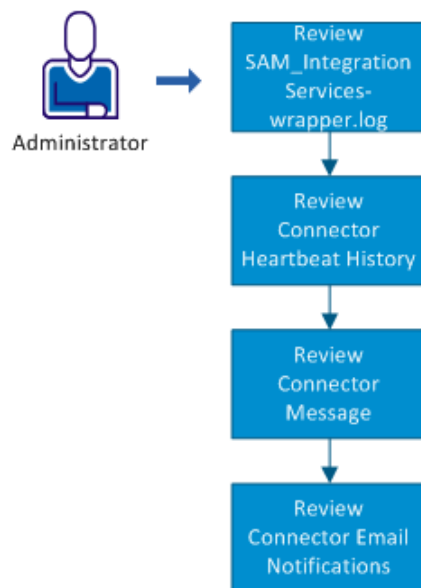 Administrator
Review
SAM_Integration
Services-
wrapper.log
Review
Connector
Heartbeat History
Review
Connector
Message
Review
Connector Email
Notifications